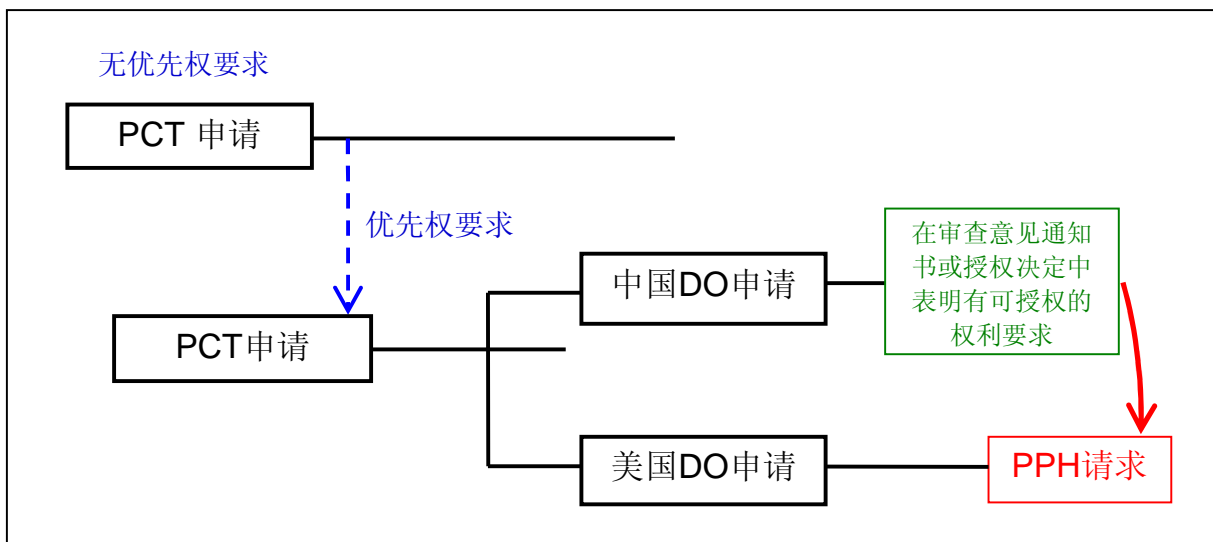 无优先权要求
PCT 申请
优先权要求
中国DO申请
在审查意见通知
书或授权决定中
表明有可授权的
权利要求
PCT申请
美国DO申请
PPH请求